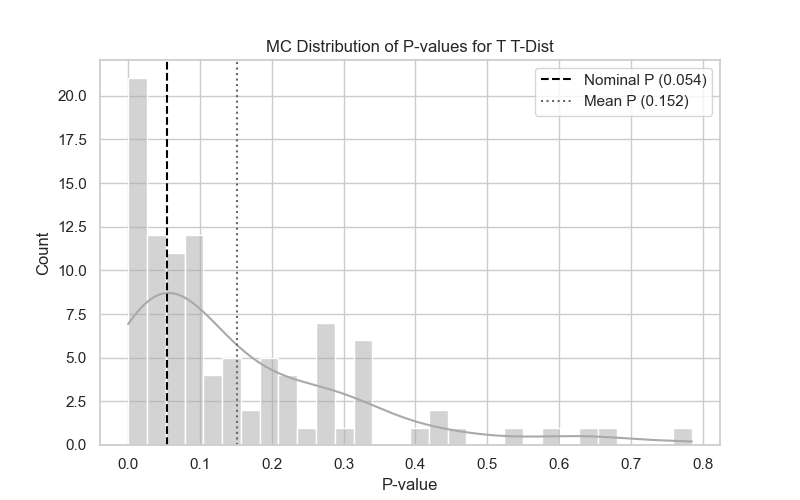 MC Distribution of P-values for T T-Dist
Nominal P (0.054)
Mean P (0.152)
Count
20.0
17.5
15.0
12.5
10.0
7.5
5.0
2.5
0.0
0.0 0.1 0.2 0.3 0.4 0.5 0.6 0.7 0.8
P-value